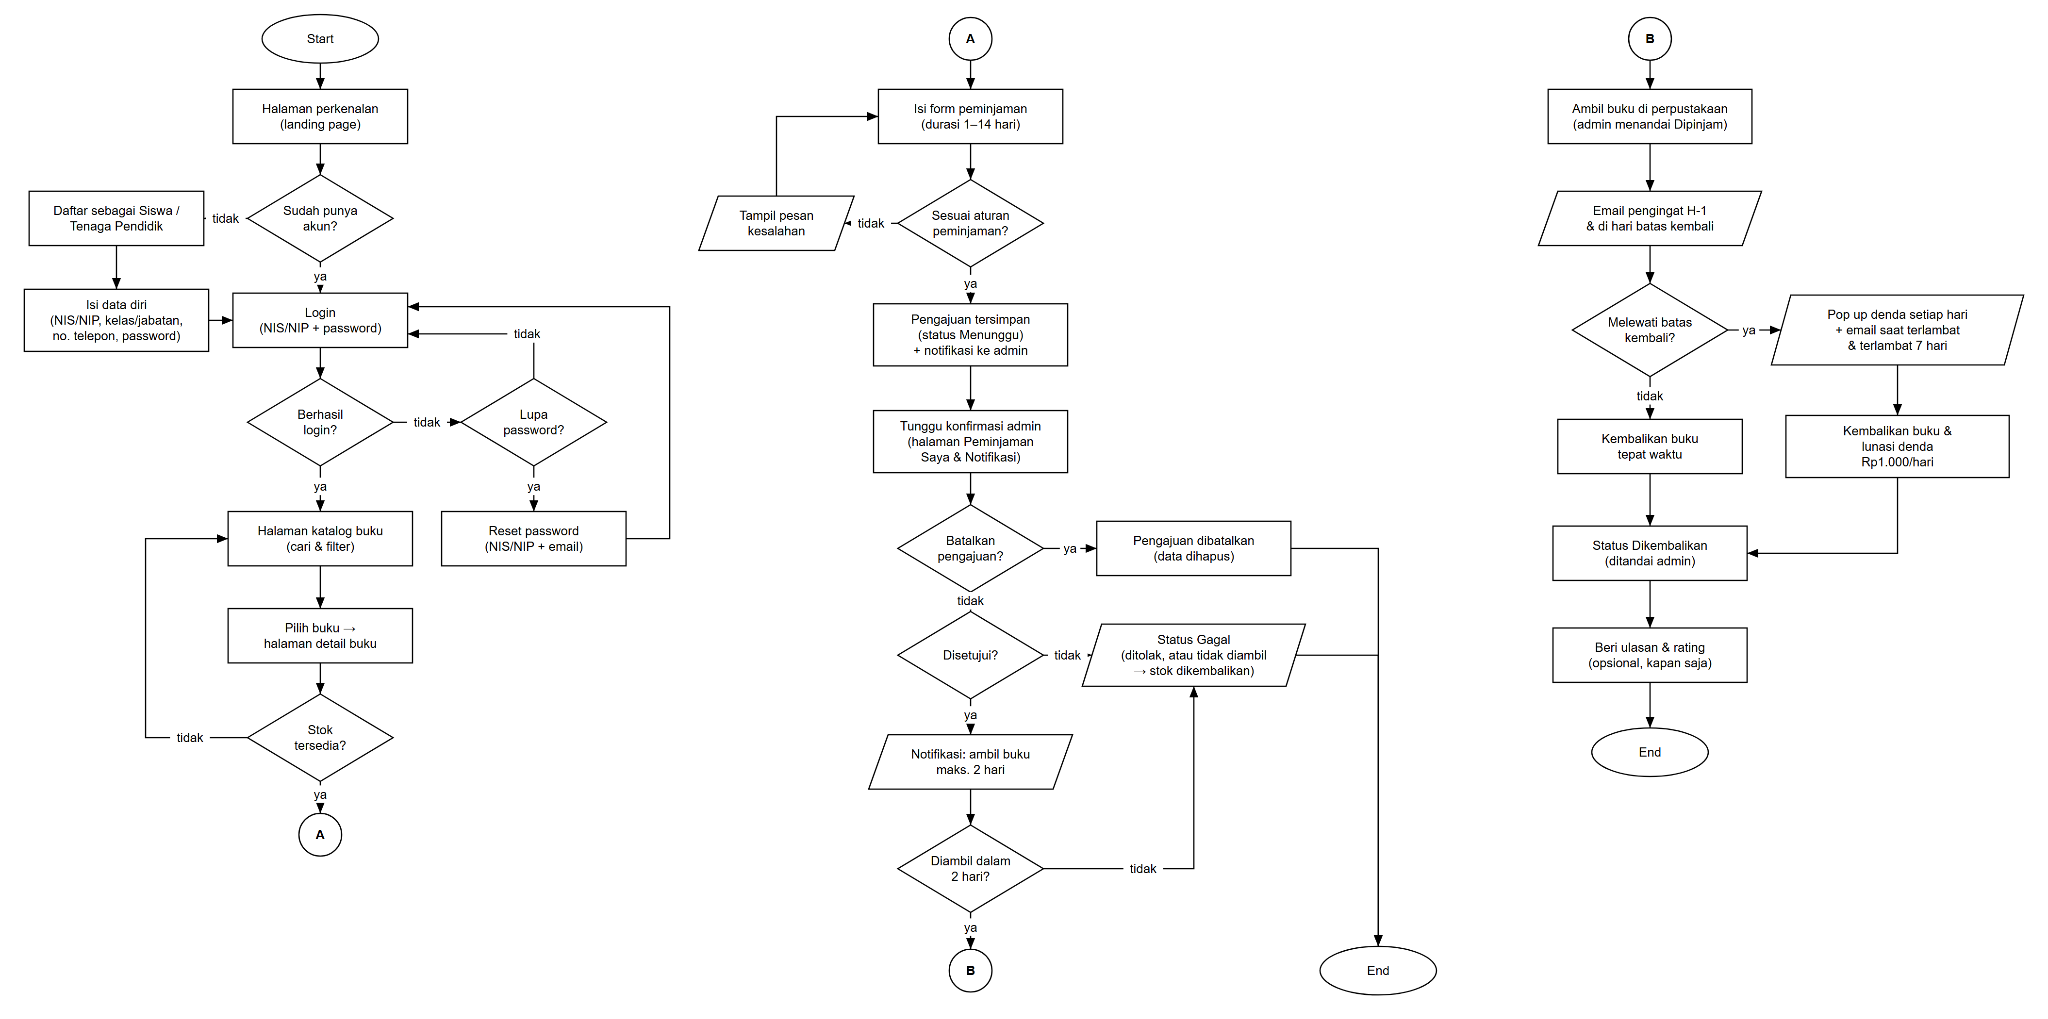 Start
Halaman perkenalan
(landing page)
Sudah punya
akun?
tidak
Daftar sebagai Siswa /
Tenaga Pendidik
Isi data diri
(NIS/NIP, kelas/jabatan,
no. telepon, password)
ya
Login
(NIS/NIP + password)
tidak
Berhasil
login?
tidak
Lupa
password?
ya
ya
Reset password
(NIS/NIP + email)
Halaman katalog buku
(cari & filter)
Pilih buku →
halaman detail buku
Stok
tersedia?
tidak
ya
A
A
Isi form peminjaman
(durasi 1–14 hari)
Sesuai aturan
peminjaman?
tidak
Tampil pesan
kesalahan
ya
Pengajuan tersimpan
(status Menunggu)
+ notifikasi ke admin
Tunggu konfirmasi admin
(halaman Peminjaman
Saya & Notifikasi)
Batalkan
pengajuan?
ya
Pengajuan dibatalkan
(data dihapus)
tidak
Disetujui?
tidak
Status Gagal
(ditolak, atau tidak diambil
→ stok dikembalikan)
ya
Notifikasi: ambil buku
maks. 2 hari
Diambil dalam
2 hari?
tidak
ya
B
End
B
Ambil buku di perpustakaan
(admin menandai Dipinjam)
Email pengingat H-1
& di hari batas kembali
Melewati batas
kembali?
ya
Pop up denda setiap hari
+ email saat terlambat
& terlambat 7 hari
tidak
Kembalikan buku
tepat waktu
Kembalikan buku &
lunasi denda
Rp1.000/hari
Status Dikembalikan
(ditandai admin)
Beri ulasan & rating
(opsional, kapan saja)
End